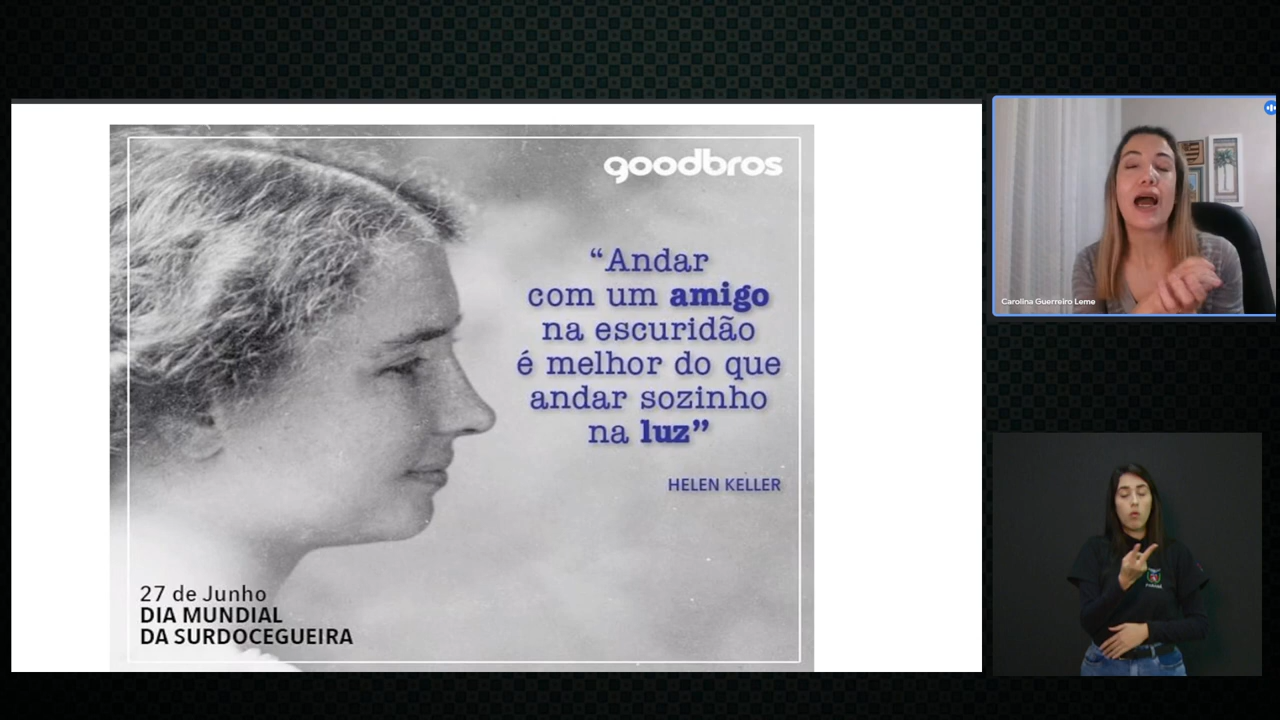 goodbros
“Andar
com um amigo
na escuridão
é melhor do que
andar sozinho
na luz”
HELEN KELLER
27 de Junho
DIA MUNDIAL
DA SURDOCEGUEIRA
Carolina Guerreiro Leme